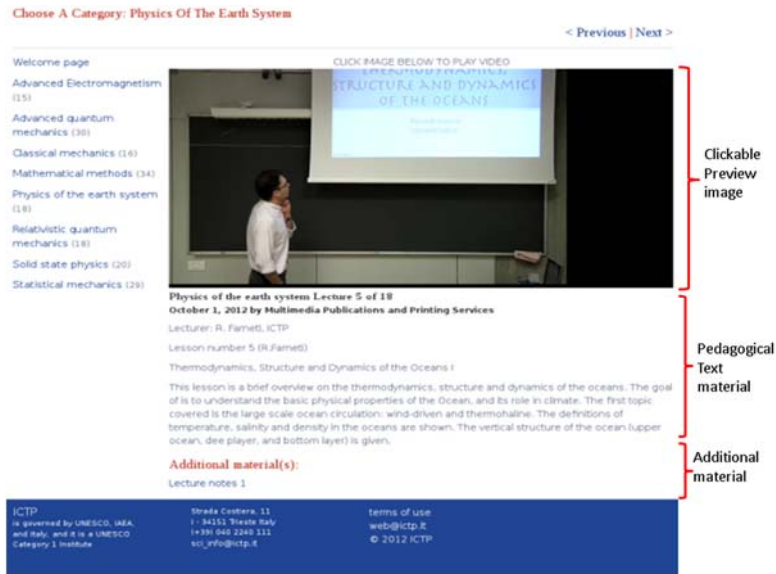 Choose A Category: Physics Of The Earth System
< Previous | Next >
Welcome page
Advanced Electromagnetism
(15)
Advanced quantum
mechanics (30)
Classical mechanics (16)
Mathematical methods (34)
Physics of the earth system
(18)
Relativistic quantum
mechanics (18)
Solid state physics (20)
Statistical mechanics (29)
CLICK IMAGE BELOW TO PLAY VIDEO
THERMODYNAMICS,
STRUCTURE AND DYNAMICS
OF THE OCEANS
Clickable
Preview
image
Physics of the earth system Lecture 5 of 18
October 1, 2012 by Multimedia Publications and Printing Services
Lecturer: R. Farneti, ICTP
Lesson number 5 (R.Farneti)
Thermodynamics, Structure and Dynamics of the Oceans I
This lesson is a brief overview on the thermodynamics, structure and dynamics of the oceans. The goal
of is to understand the basic physical properties of the Ocean, and its role in climate. The first topic
covered is the large scale ocean circulation: wind-driven and thermohaline. The definitions of
temperature, salinity and density in the oceans are shown. The vertical structure of the ocean (upper
ocean, dee player, and bottom layer) is given.
Pedagogical
Text
material
Additional material(s):
Lecture notes 1
Additional
material
ICTP
is governed by UNESCO, IAEA,
and Italy, and it is a UNESCO
Category 1 Institute
Strada Costiera, 11
I - 34151 Trieste Italy
(+39) 040 2240 111
sci_info@ictp.it
terms of use
web@ictp.it
© 2012 ICTP